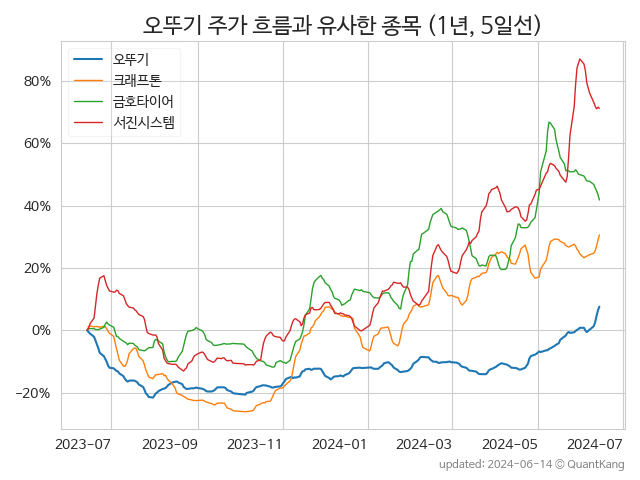 오뚜기 주가 흐름과 유사한 종목 (1년, 5일선)
오뚜기
크래프톤
금호타이어
서진시스템
80%
60%
40%
20%
0%
−20%
2023−07
2023−09
2023−11
2024−01
2024−03
2024−05
2024−07
updated: 2024-06-14 © QuantKang